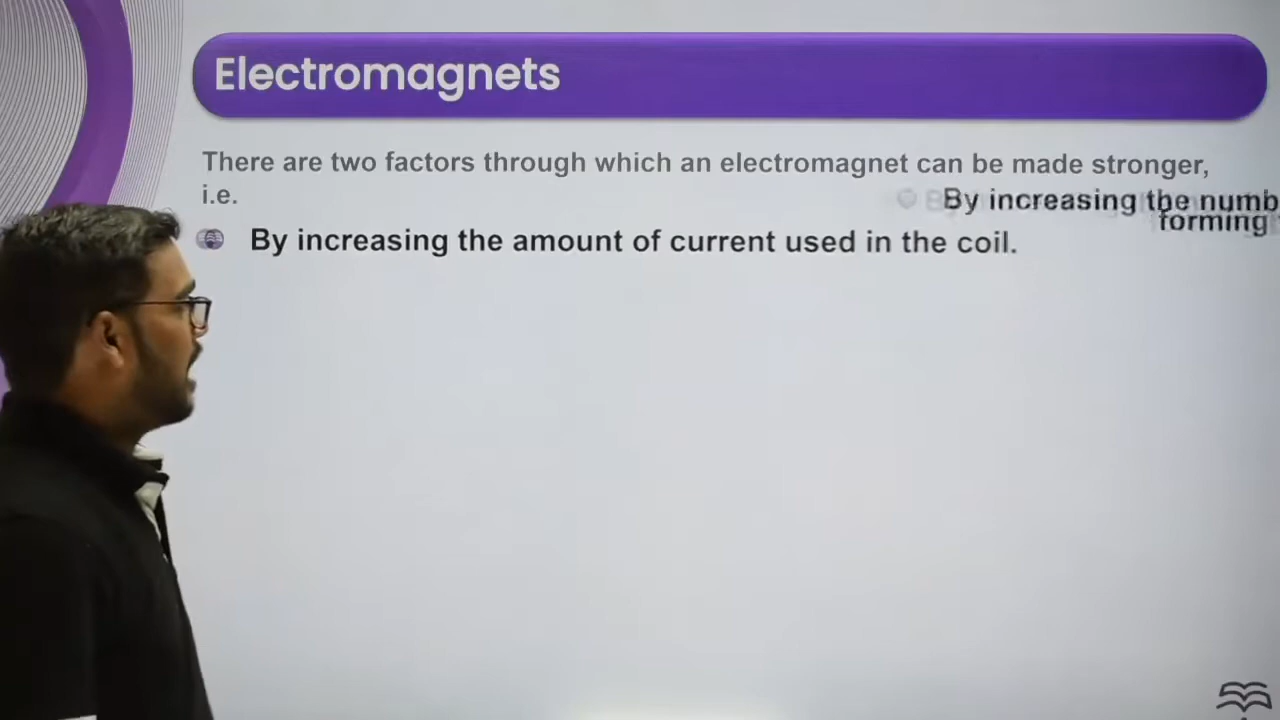 Electromagnets
There are two factors through which an electromagnet can be made stronger,
i.e.
By increasing the numb
forming
By increasing the amount of current used in the coil.